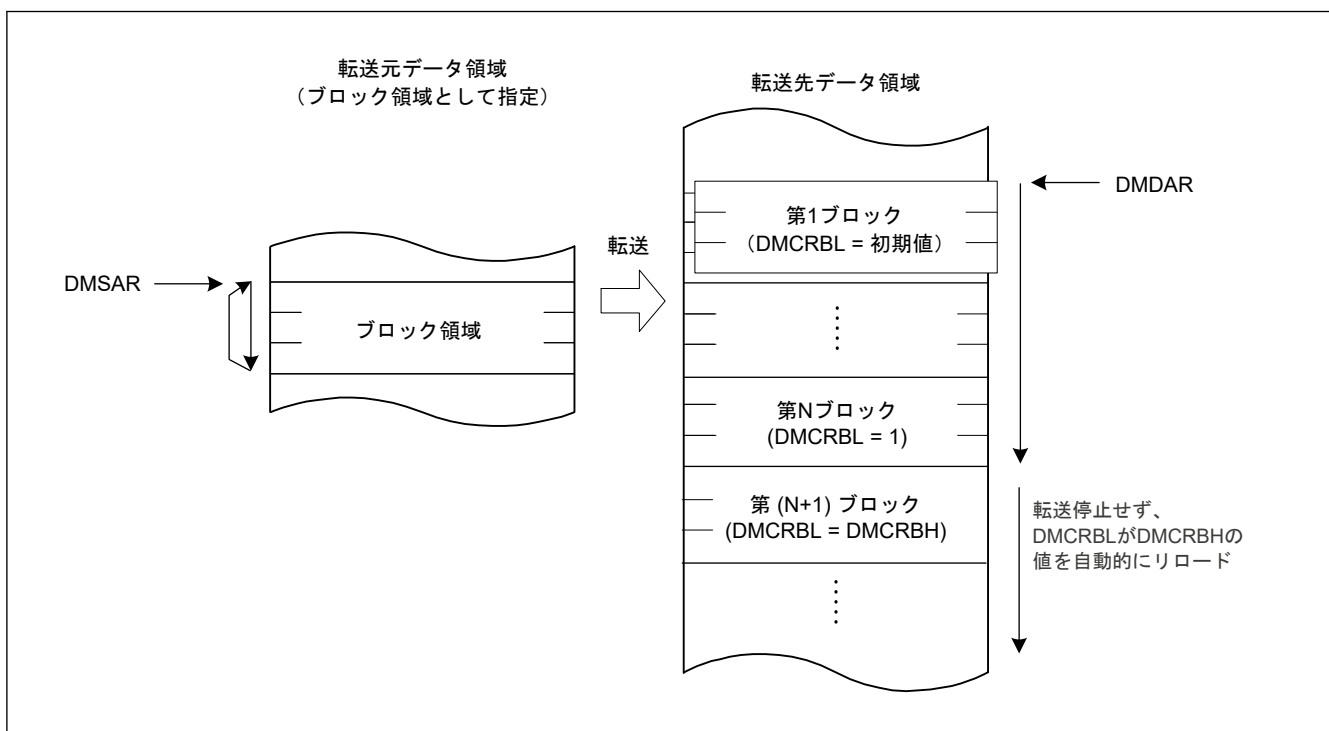 転送元データ領域
（ブロック領域として指定）
転送先データ領域
DMDAR
第1ブロック
（DMCRBL = 初期値）
転送
DMSAR
ブロック領域
第Nブロック
(DMCRBL = 1)
第 (N+1) ブロック
(DMCRBL = DMCRBH)
転送停止せず、
DMCRBLがDMCRBHの
値を自動的にリロード